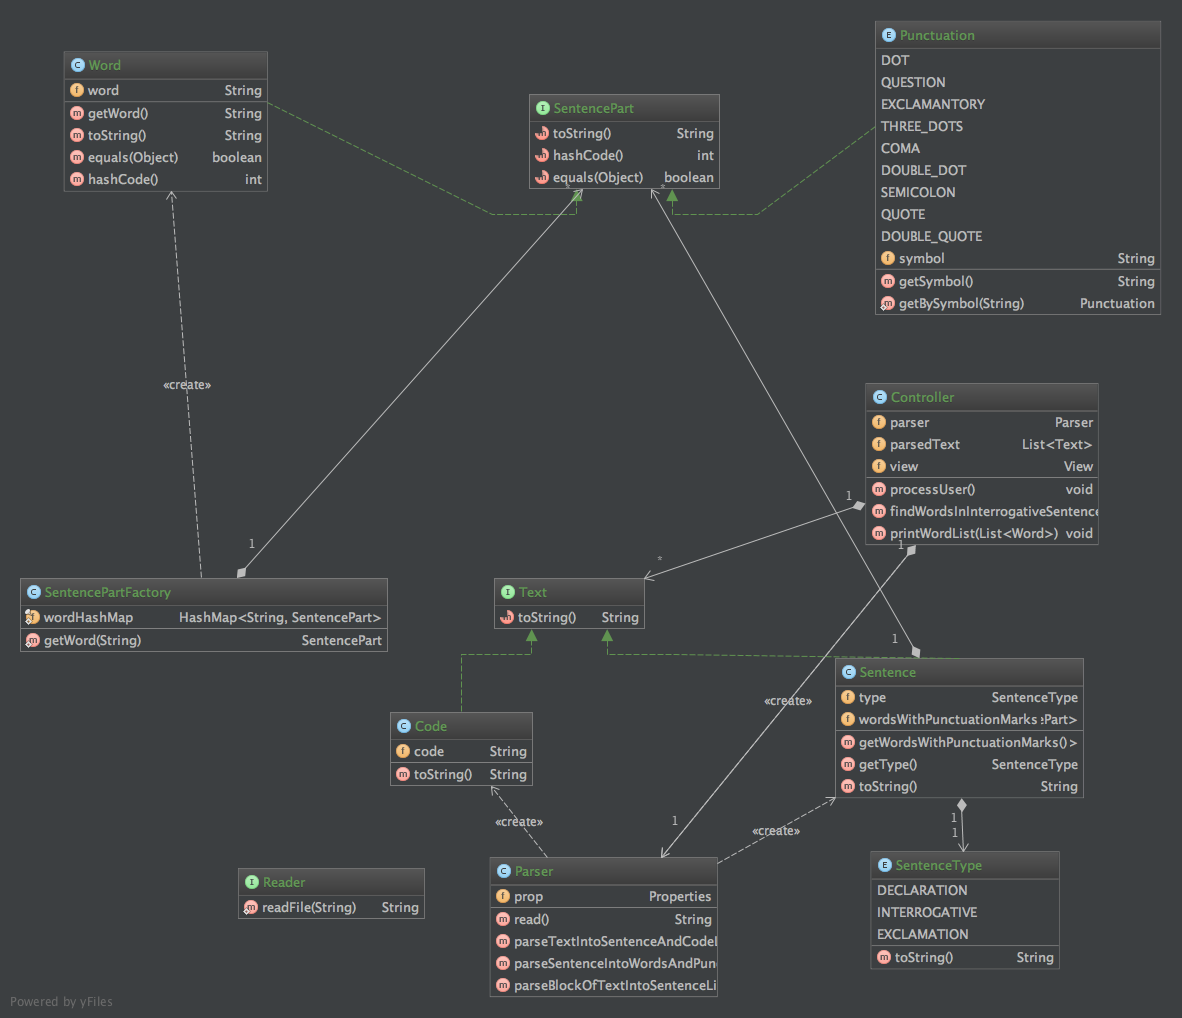 Word
word String
getWord() String
toString() String
equals(Object) boolean
hashCode() int
SentencePart
toString() String
hashCode() int
equals(Object) boolean
* *
Punctuation
DOT
QUESTION
EXCLAMANTORY
THREE_DOTS
COMA
DOUBLE_DOT
SEMICOLON
QUOTE
DOUBLE_QUOTE
symbol String
getSymbol() String
getBySymbol(String) Punctuation
«create»
Controller
parser Parser
parsedText List<Text>
view View
processUser() void
findWordsInInterrogativeSentence
printWordList(List<Word>) void
1
1
1
*
SentencePartFactory
wordHashMap HashMap<String, SentencePart>
getWord(String) SentencePart
Text
toString() String
1
Sentence
type SentenceType
wordsWithPunctuationMarks :Part>
getWordsWithPunctuationMarks() >
getType() SentenceType
toString() String
«create»
Code
code String
toString() String
«create»
1
«create»
1
1
SentenceType
DECLARATION
INTERROGATIVE
EXCLAMATION
toString() String
Reader
readFile(String) String
Parser
prop Properties
read() String
parseTextIntoSentenceAndCodel
parseSentenceIntoWordsAndPun
parseBlockOfTextIntoSentenceLi
Powered by yFiles